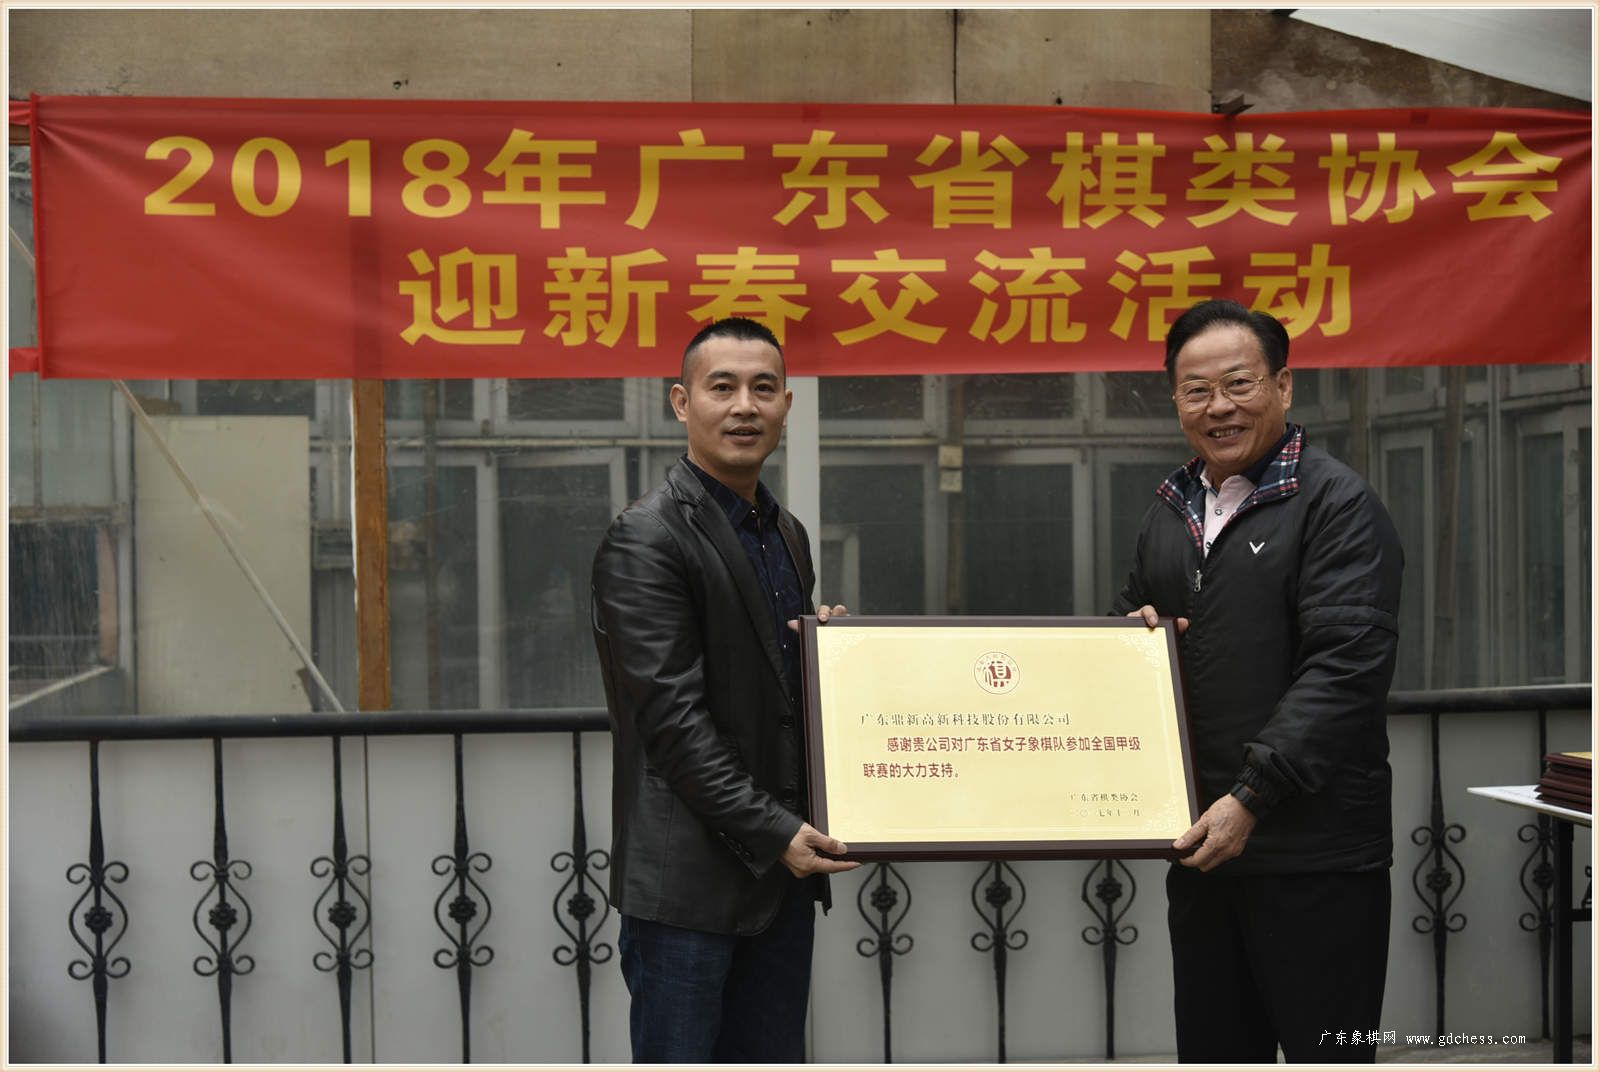 2018年广东省棋类协会
迎新春交流活动
棋
广东鼎新高新科技股份有限公司
感谢贵公司对广东省女子象棋队参加全国甲级
联赛的大力支持。
广东省棋类协会
广东象棋网 www.gdchess.com